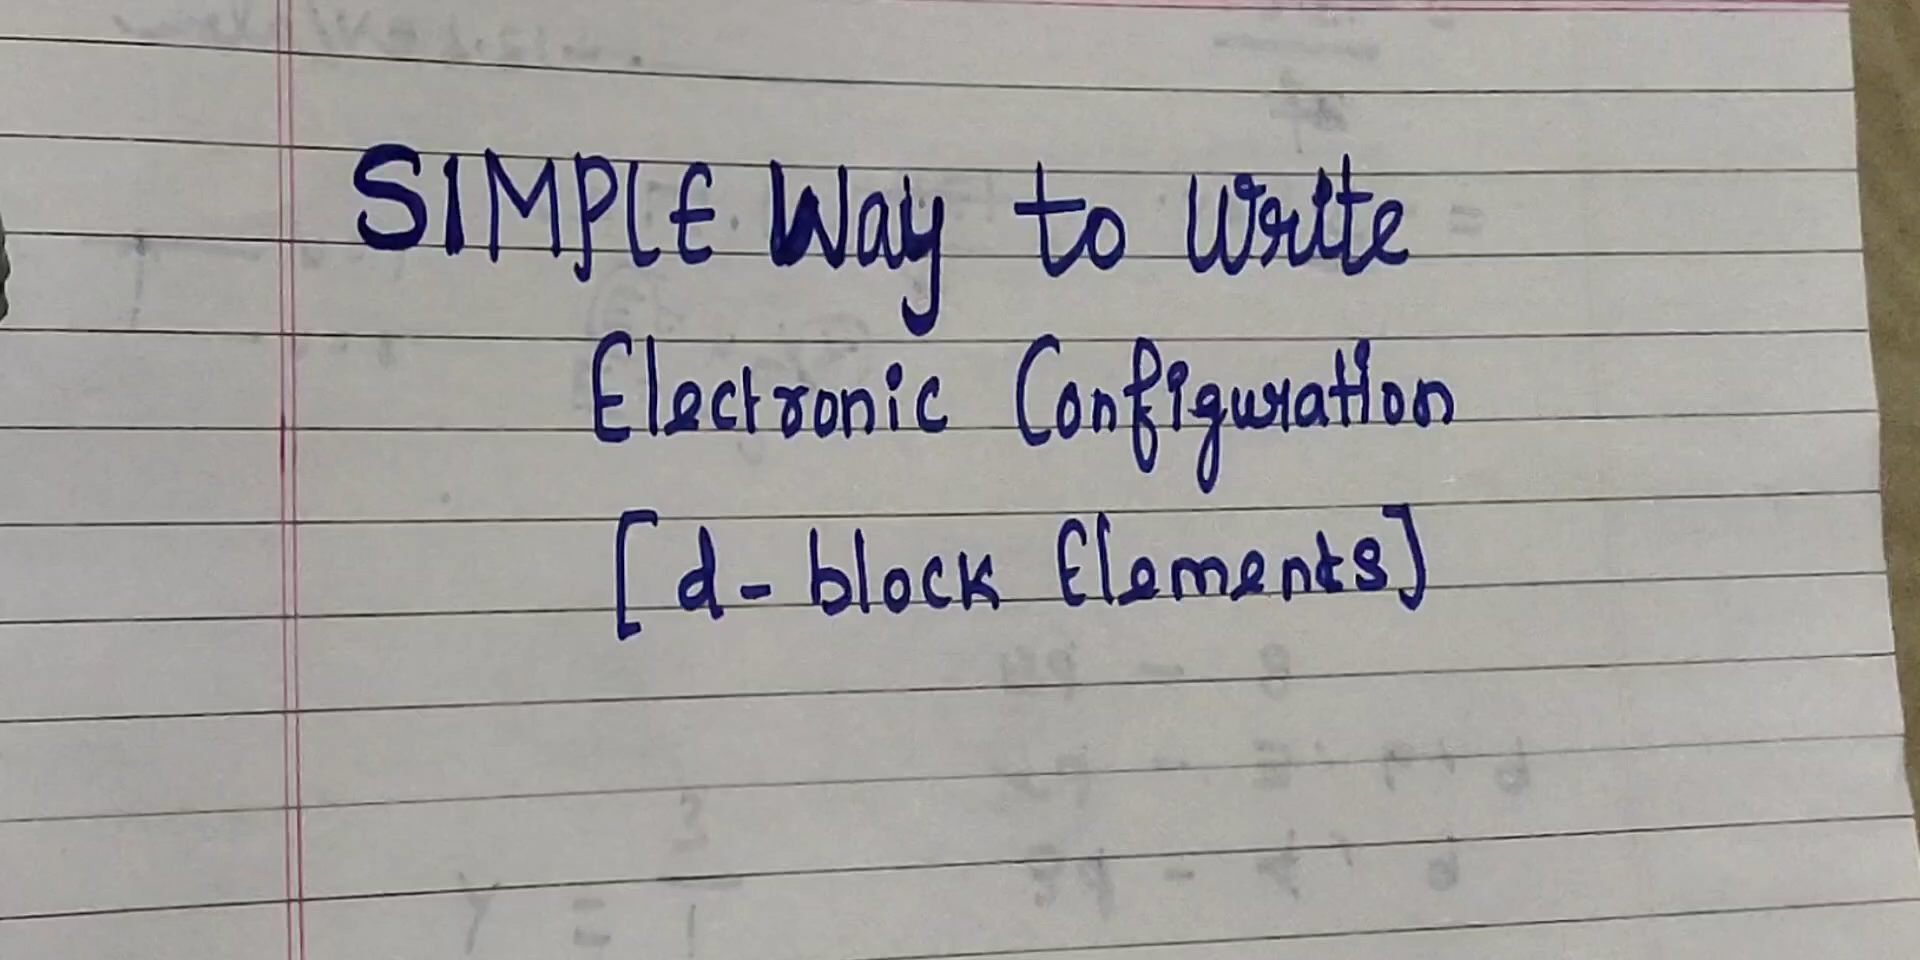 SIMPLE Way to Write
Electronic Configuration
[d-block Elements]